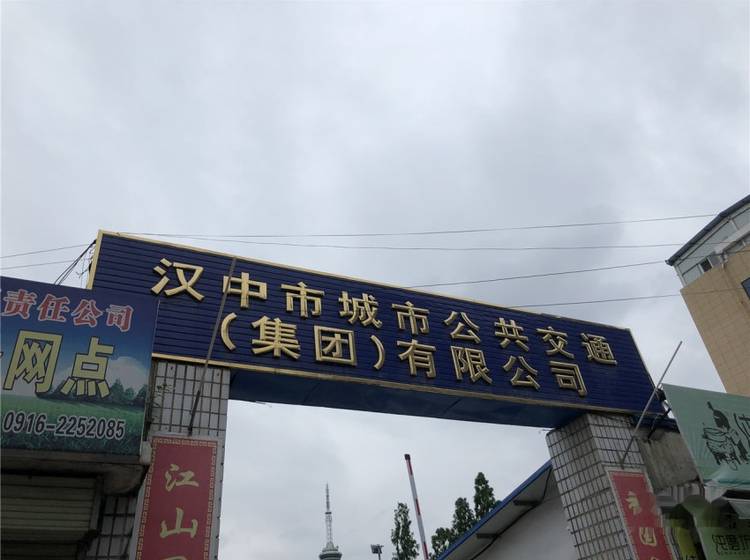 汉中市城市公共交通
（集团）有限公司
责任公司
网点
0916-2252085
江山